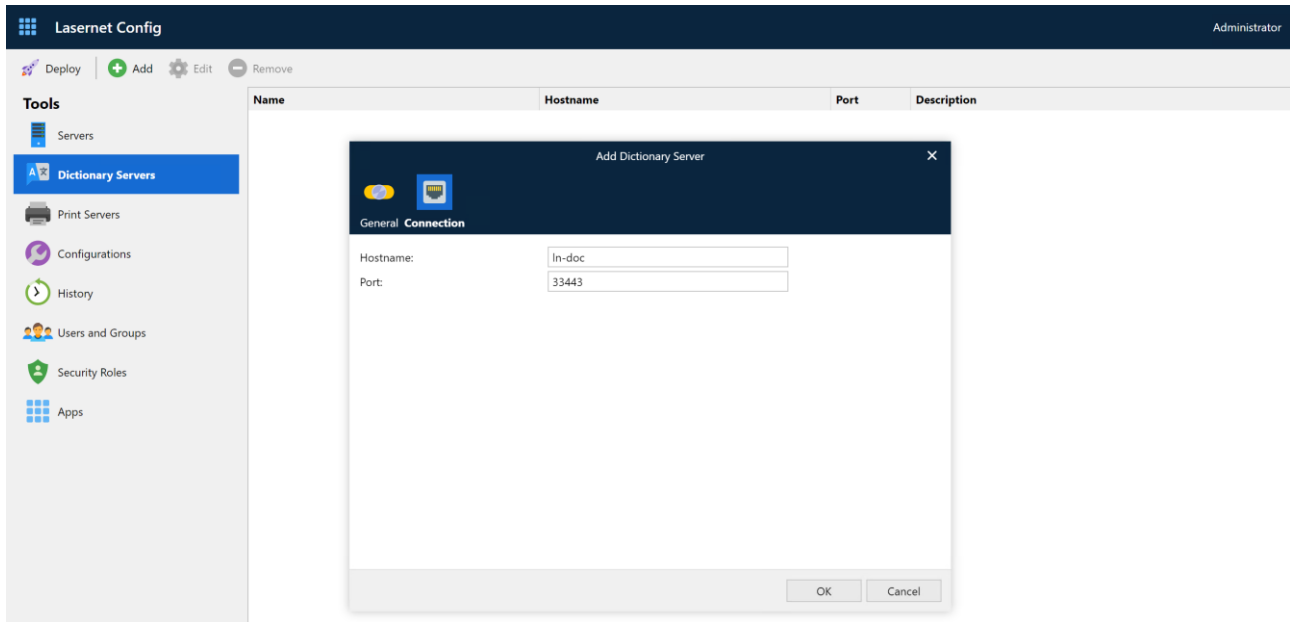 Lasernet Config
Administrator
Deploy Add Edit Remove
Tools
Name Hostname Port Description
Servers
Dictionary Servers
Print Servers
Configurations
History
Users and Groups
Security Roles
Apps
Add Dictionary Server
General Connection
Hostname: ln-doc
Port: 33443
OK Cancel